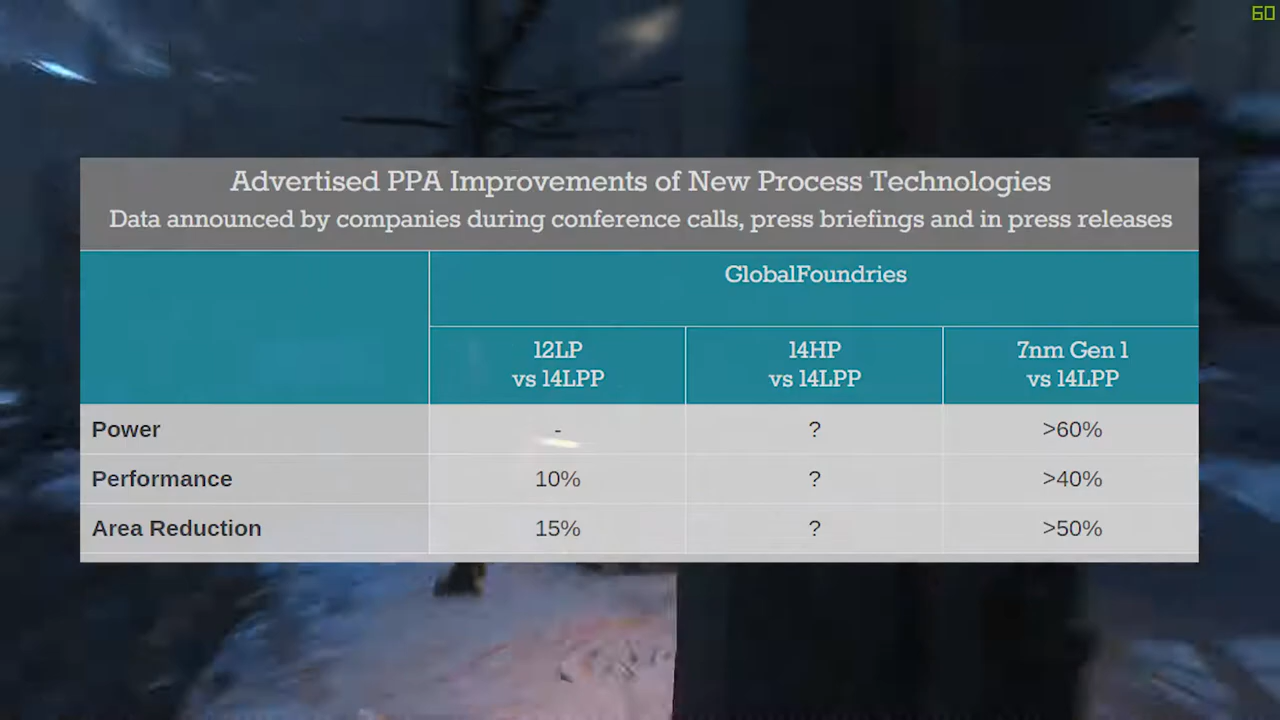 60
Advertised PPA Improvements of New Process Technologies
Data announced by companies during conference calls, press briefings and in press releases
GlobalFoundries
12LP vs 14LPP
14HP vs 14LPP
7nm Gen 1 vs 14LPP
Power - ? >60%
Performance 10% ? >40%
Area Reduction 15% ? >50%